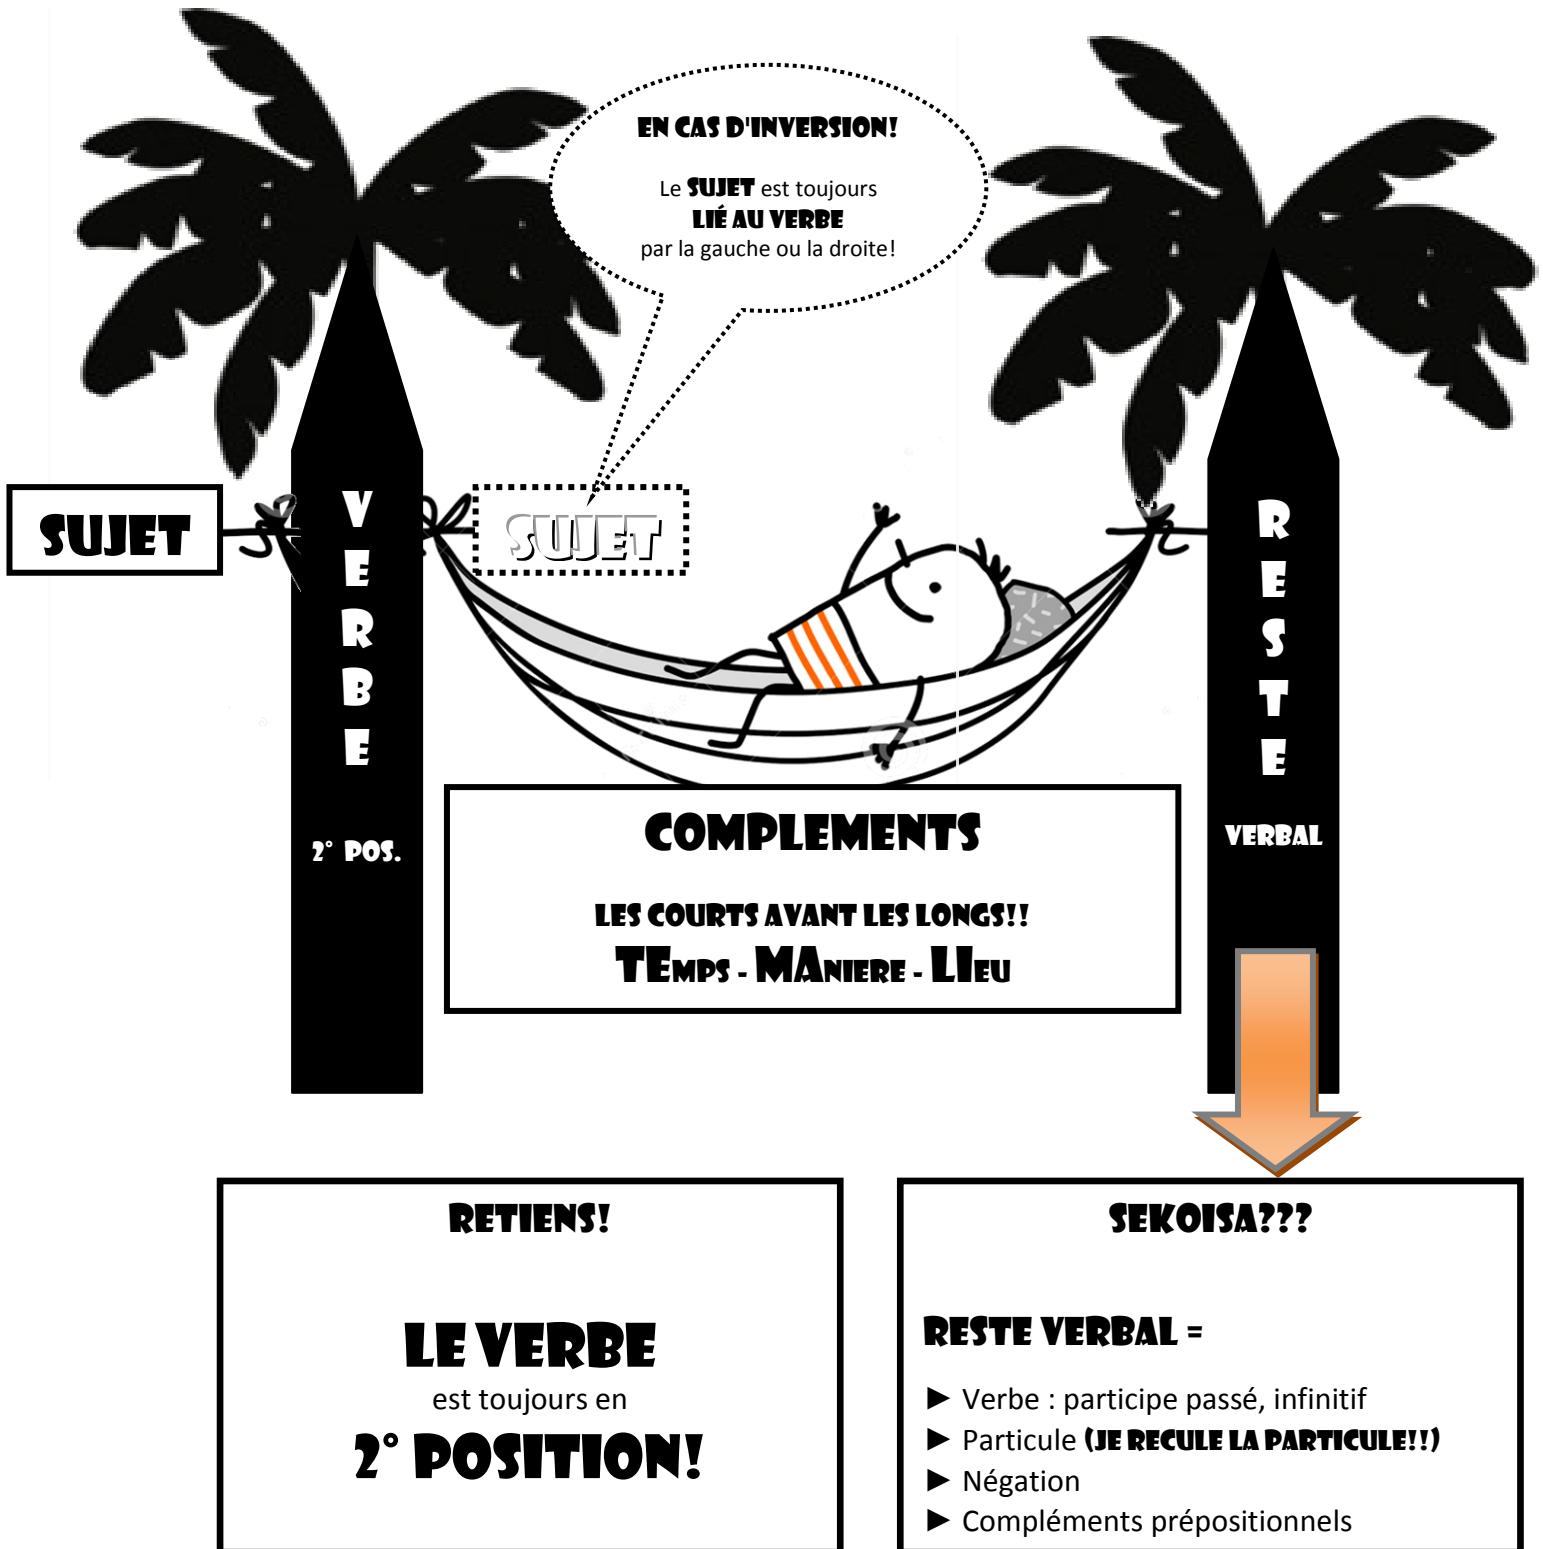 EN CAS D'INVERSION!
Le SUJET est toujours
LIÉ AU VERBE
par la gauche ou la droite!
SUJET
VERBE
2° POS.
SUJET
RESTE
VERBAL
COMPLEMENTS
LES COURTS AVANT LES LONGS!!
TEMPS - MANIERE - LIEU
RETIENS!
LE VERBE
est toujours en
2° POSITION!
SEKOISA???
RESTE VERBAL =
► Verbe : participe passé, infinitif
► Particule (JE RECULE LA PARTICULE!!)
► Négation
► Compléments prépositionnels